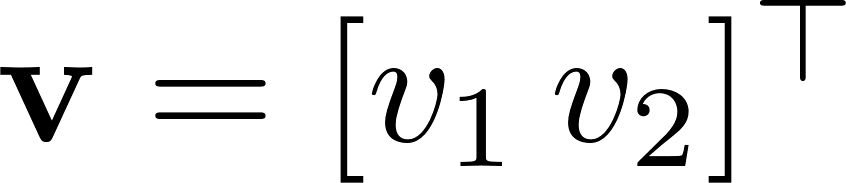 𝐯 = [v₁ v₂]⊤